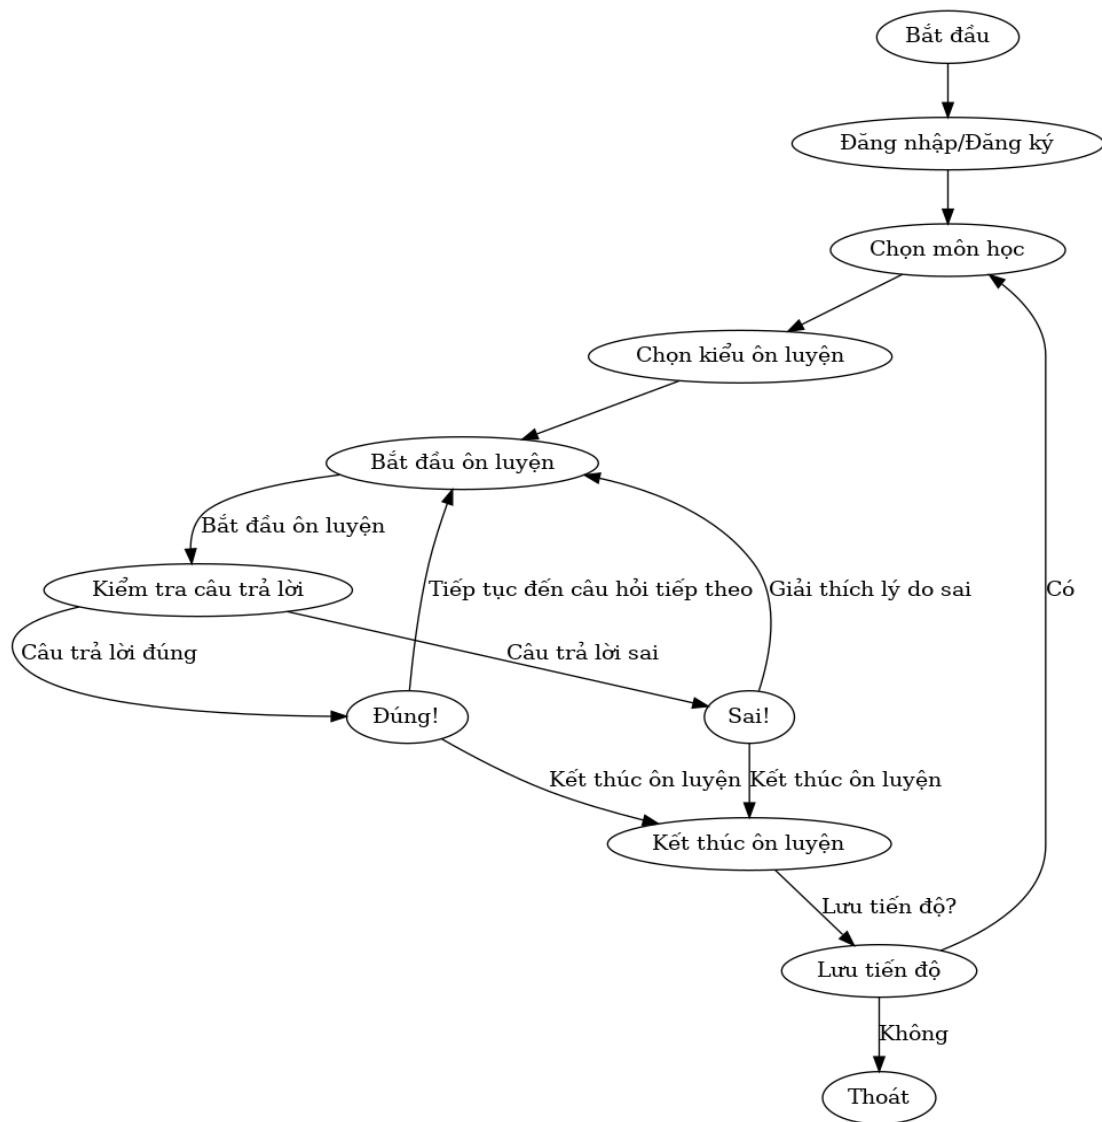 Bắt đầu
Đăng nhập/Đăng ký
Chọn môn học
Chọn kiểu ôn luyện
Bắt đầu ôn luyện
Bắt đầu ôn luyện
Kiểm tra câu trả lời
Tiếp tục đến câu hỏi tiếp theo
Giải thích lý do sai
Có
Câu trả lời đúng
Câu trả lời sai
Đúng!
Sai!
Kết thúc ôn luyện
Kết thúc ôn luyện
Kết thúc ôn luyện
Lưu tiến độ?
Lưu tiến độ
Không
Thoát